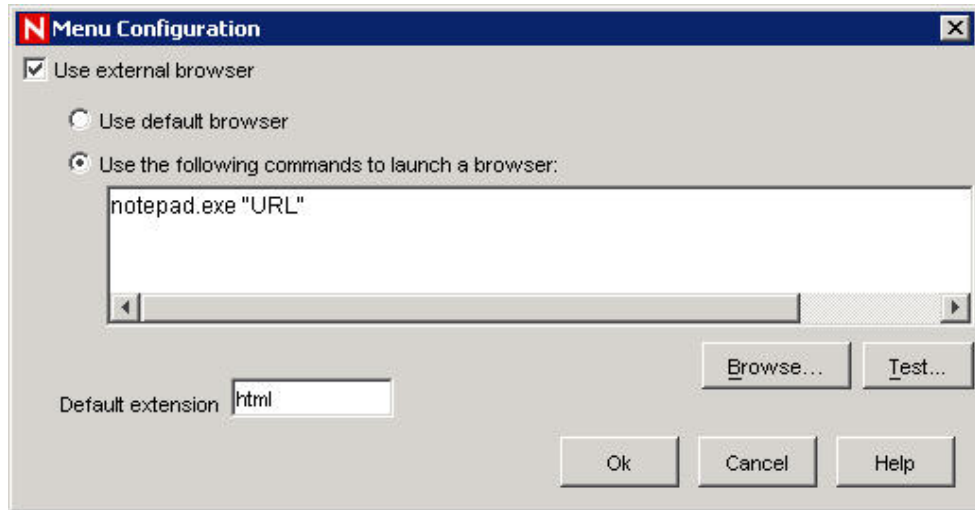 N Menu Configuration
Use external browser
Use default browser
Use the following commands to launch a browser:
notepad.exe "URL"
Browse... Test...
Default extension html
Ok Cancel Help